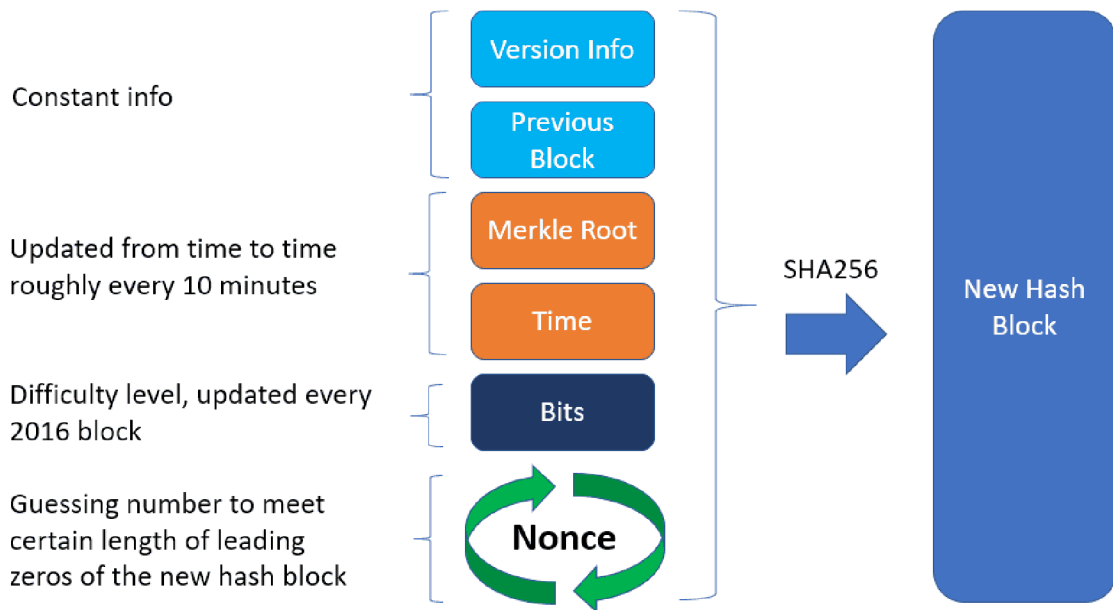 Constant info
Version Info
Previous
Block
Updated from time to time
roughly every 10 minutes
Merkle Root
Time
Difficulty level, updated every
2016 block
Bits
Guessing number to meet
certain length of leading
zeros of the new hash block
Nonce
SHA256
New Hash
Block